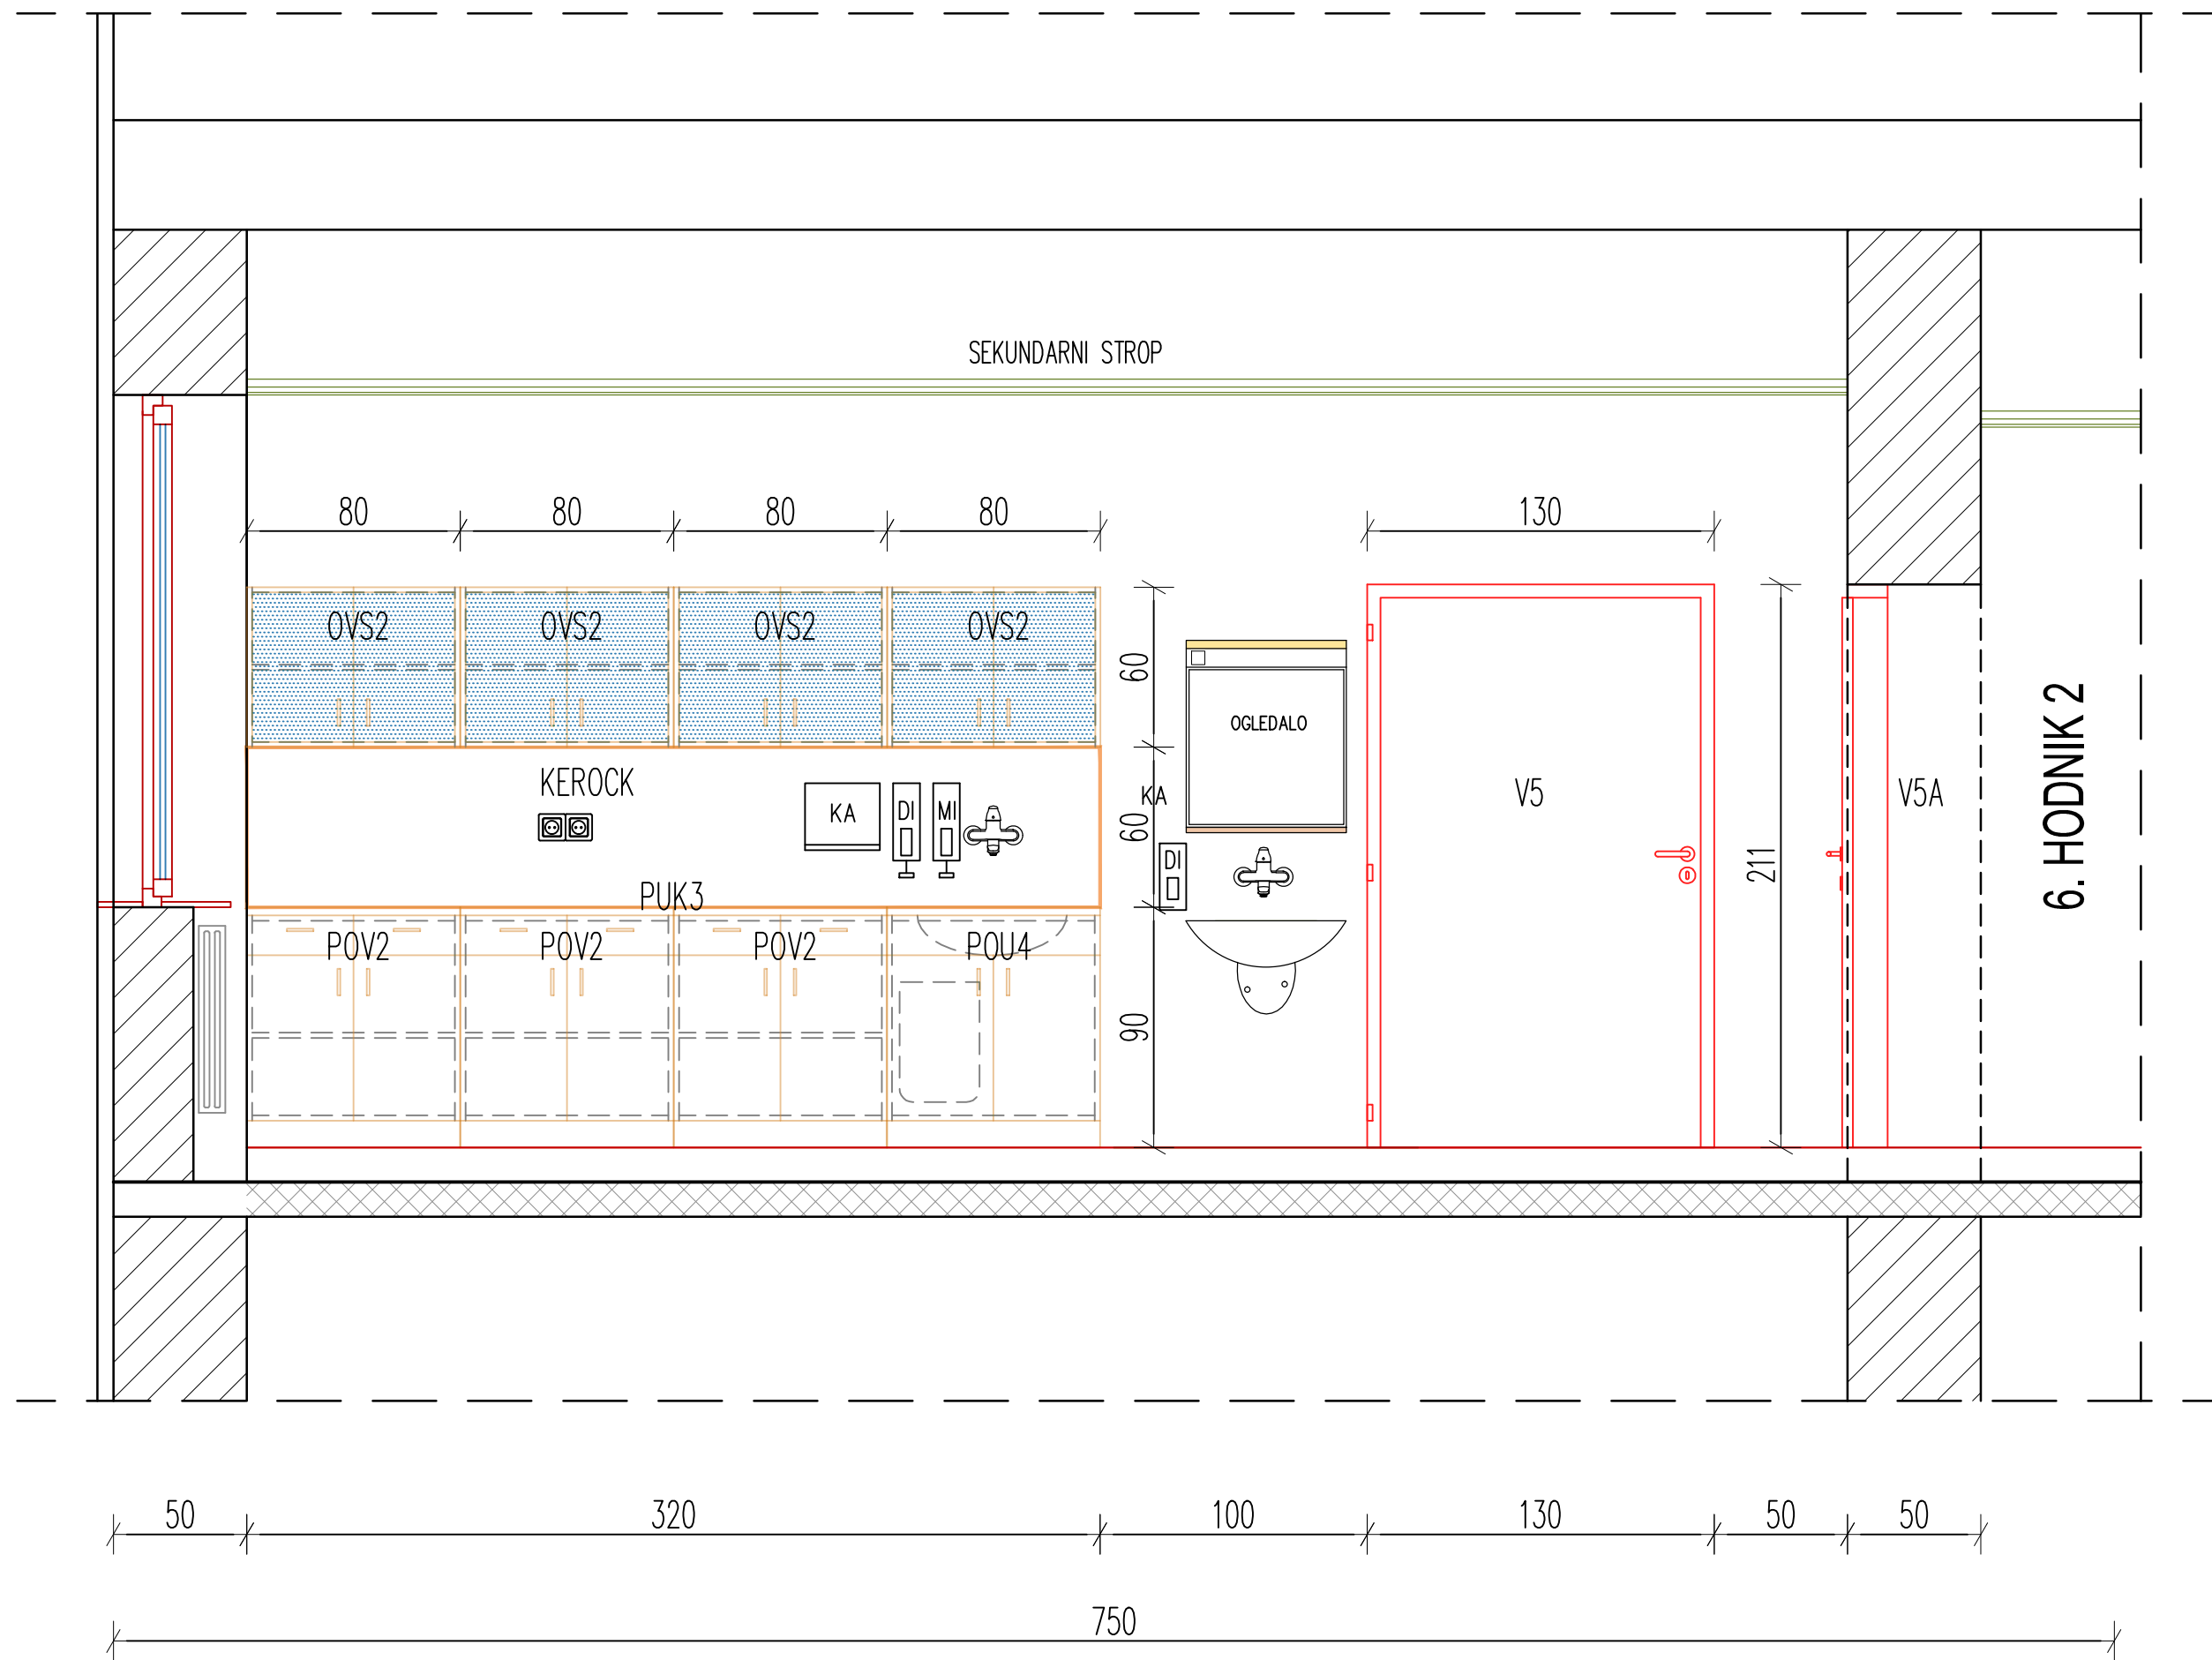 SEKUNDARNI STROP
80
80
80
80
130
OVS2
OVS2
OVS2
OVS2
60
OGLEDALO
KEROCK
KA
DI
MI
KA
60
DI
V5
211
V5A
6. HODNIK 2
PUK3
POV2
POV2
POV2
POU4
90
50
320
100
130
50
50
750